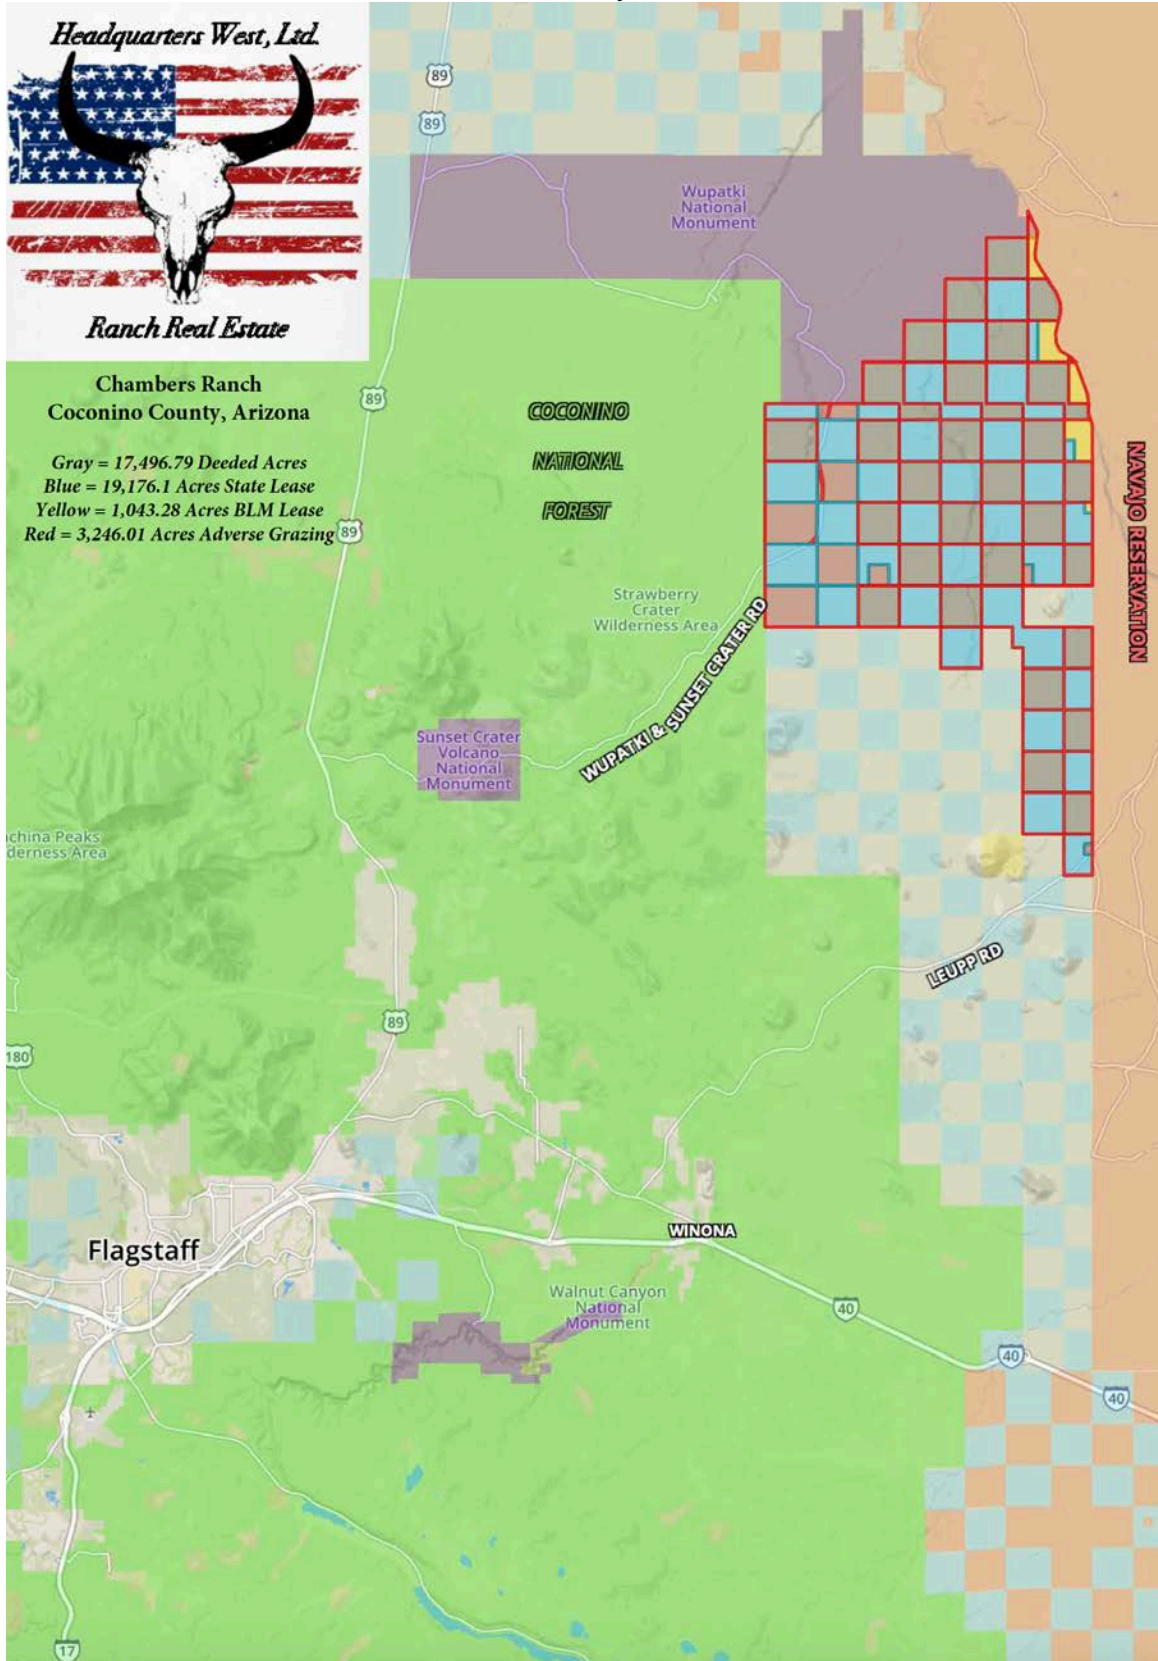 Headquarters West, Ltd.
Ranch Real Estate
Chambers Ranch
Coconino County, Arizona
Gray = 17,496.79 Deeded Acres
Blue = 19,176.1 Acres State Lease
Yellow = 1,043.28 Acres BLM Lease
Red = 3,246.01 Acres Adverse Grazing
89
89
Wupatki
National
Monument
89
COCONINO
NATIONAL
FOREST
89
NAVAJO RESERVATION
Strawberry
Crater
Wilderness Area
WUPATKI & SUNSET CRATER RD
Sunset Crater
Volcano
National
Monument
achina Peaks
derness Area
LEUPP RD
89
180
WINONA
Flagstaff
Walnut Canyon
National
Monument
40
40
40
17